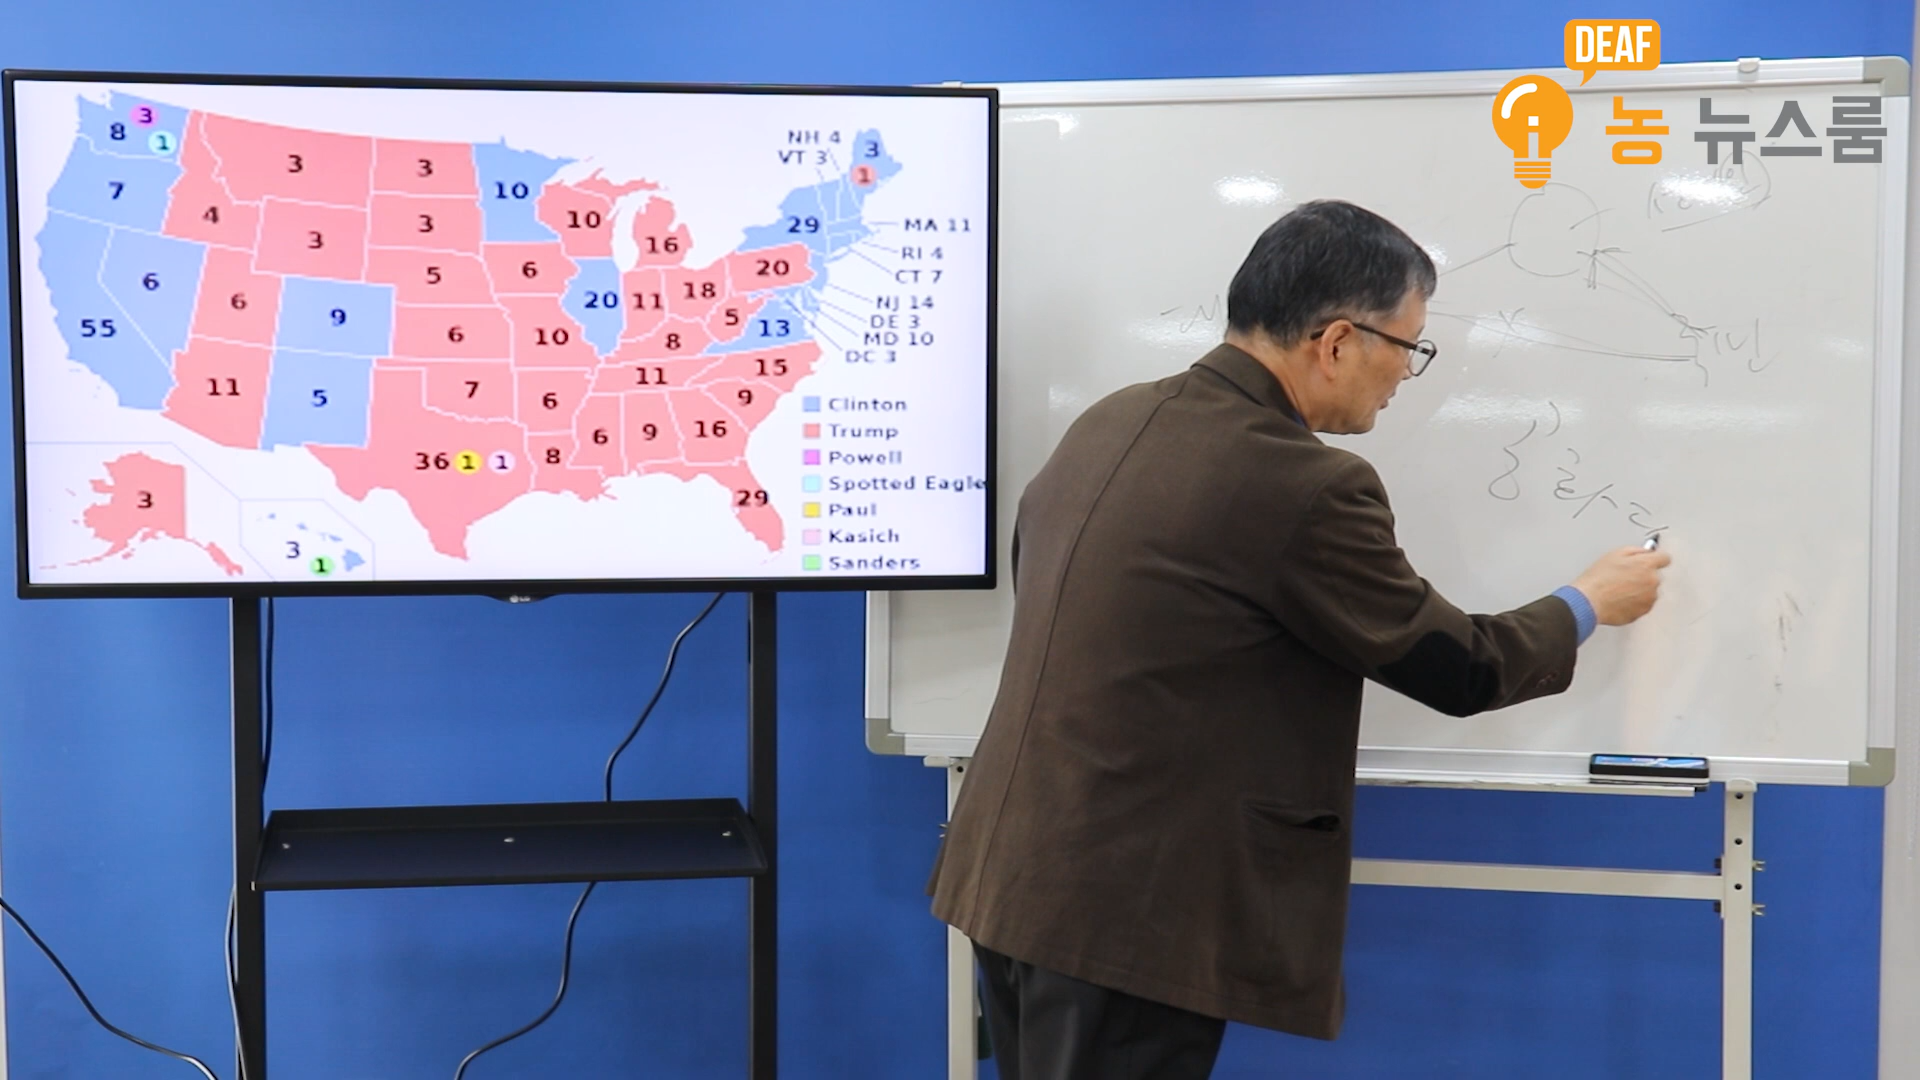 DEAF
농 뉴스룸
8
3
1
7
3
3
10
NH 4
VT 3
3
1
4
3
3
10
16
29
MA 11
RI 4
CT 7
NJ 14
DE 3
MD 10
DC 3
55
6
6
9
5
6
20
11
18
20
5
13
6
10
8
11
15
11
5
7
6
6
9
16
9
36
1
1
8
29
3
3
1
Clinton
Trump
Powell
Spotted Eagle
Paul
Kasich
Sanders
LG